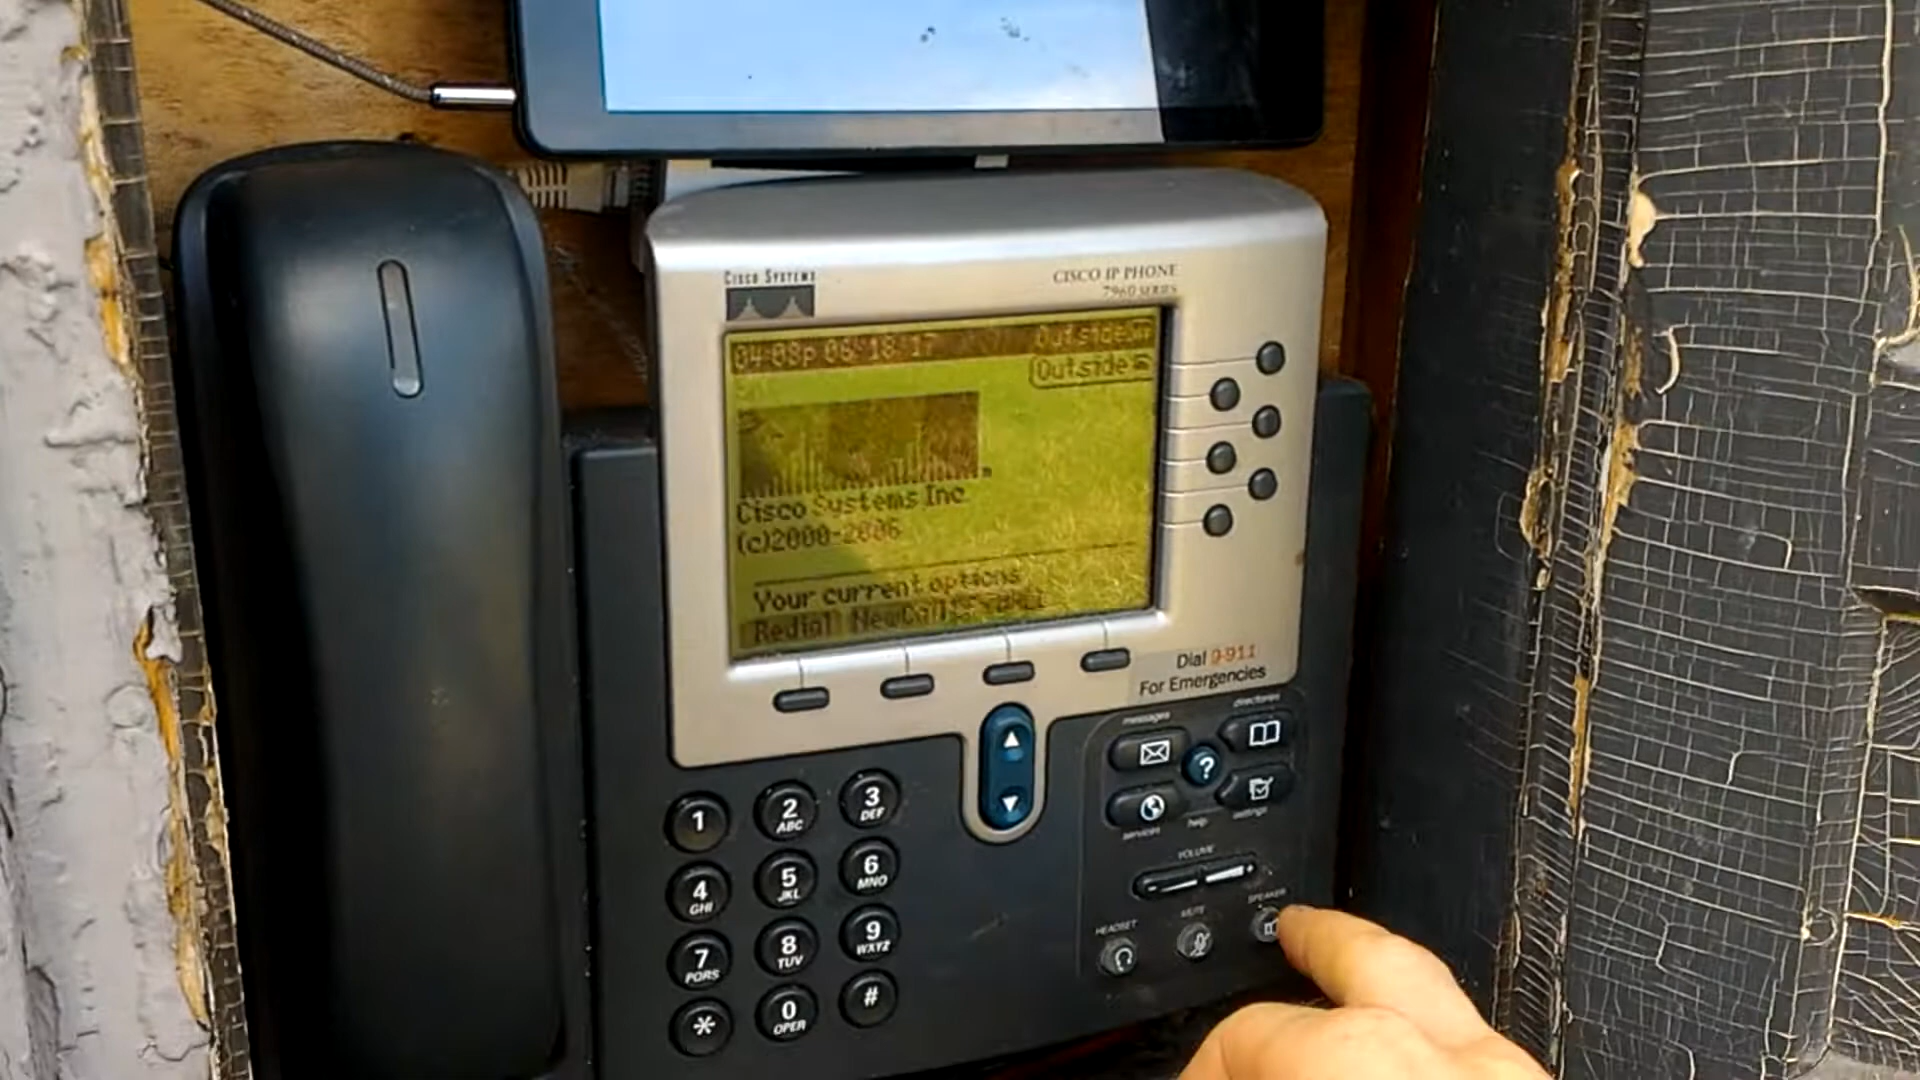 CISCO SYSTEMS
CISCO IP PHONE
7960 SERIES
04:08p 06/18/17
Outside
Outside
Cisco Systems Inc
(c)2000-2006
Your current options
Redial NewCall
Dial 9-911
For Emergencies
messages
directories
?
services
help
settings
VOLUME
HEADSET
MUTE
SPEAKER
1
2
ABC
3
DEF
4
GHI
5
JKL
6
MNO
7
PQRS
8
TUV
9
WXYZ
*
0
OPER
#